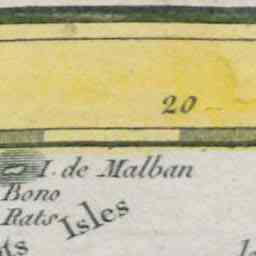 20
I. de Malban
Bono
Rats
Isles